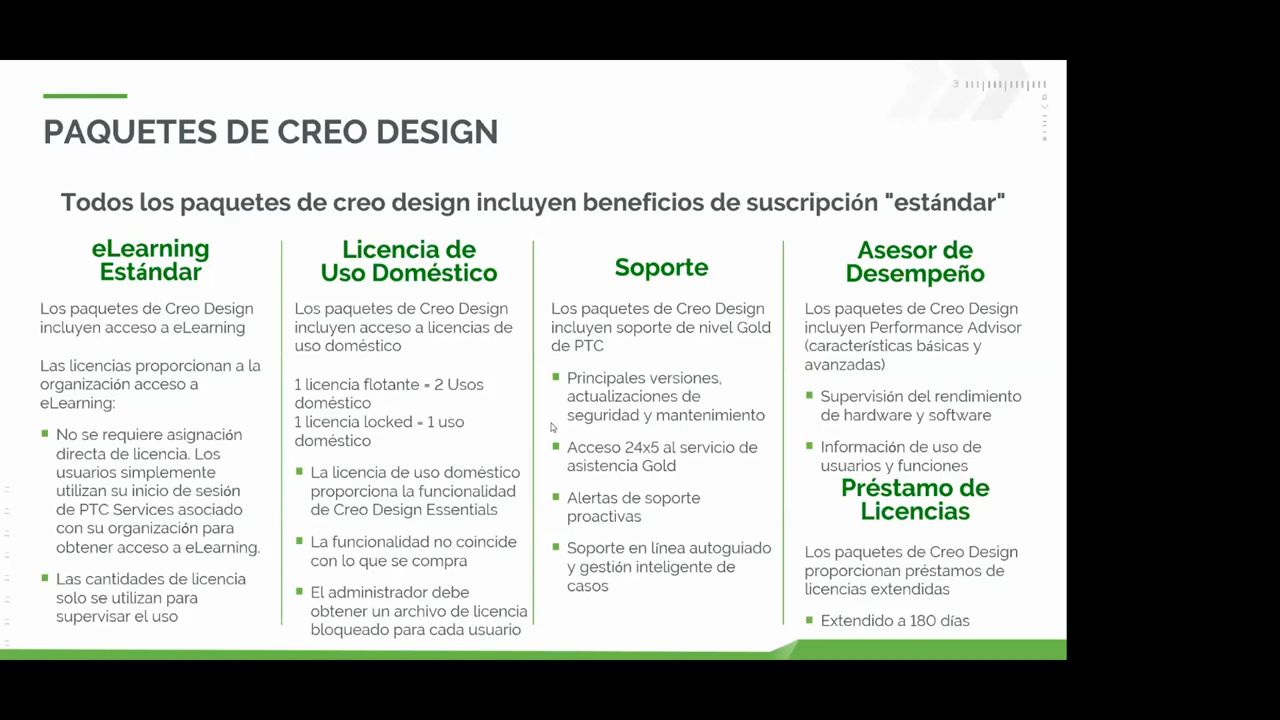 3
PAQUETES DE CREO DESIGN
Todos los paquetes de creo design incluyen beneficios de suscripción "estándar"
eLearning
Estándar
Los paquetes de Creo Design
incluyen acceso a eLearning
Las licencias proporcionan a la
organización acceso a
eLearning:
No se requiere asignación
directa de licencia. Los
usuarios simplemente
utilizan su inicio de sesión
de PTC Services asociado
con su organización para
obtener acceso a eLearning.
Las cantidades de licencia
solo se utilizan para
supervisar el uso
Licencia de
Uso Doméstico
Los paquetes de Creo Design
incluyen acceso a licencias de
uso doméstico
1 licencia flotante = 2 Usos
doméstico
1 licencia locked = 1 uso
doméstico
La licencia de uso doméstico
proporciona la funcionalidad
de Creo Design Essentials
La funcionalidad no coincide
con lo que se compra
El administrador debe
obtener un archivo de licencia
bloqueado para cada usuario
Soporte
Los paquetes de Creo Design
incluyen soporte de nivel Gold
de PTC
Principales versiones,
actualizaciones de
seguridad y mantenimiento
Acceso 24x5 al servicio de
asistencia Gold
Alertas de soporte
proactivas
Soporte en línea autoguiado
y gestión inteligente de
casos
Asesor de
Desempeño
Los paquetes de Creo Design
incluyen Performance Advisor
(características básicas y
avanzadas)
Supervisión del rendimiento
de hardware y software
Información de uso de
usuarios y funciones
Préstamo de
Licencias
Los paquetes de Creo Design
proporcionan préstamos de
licencias extendidas
Extendido a 180 días